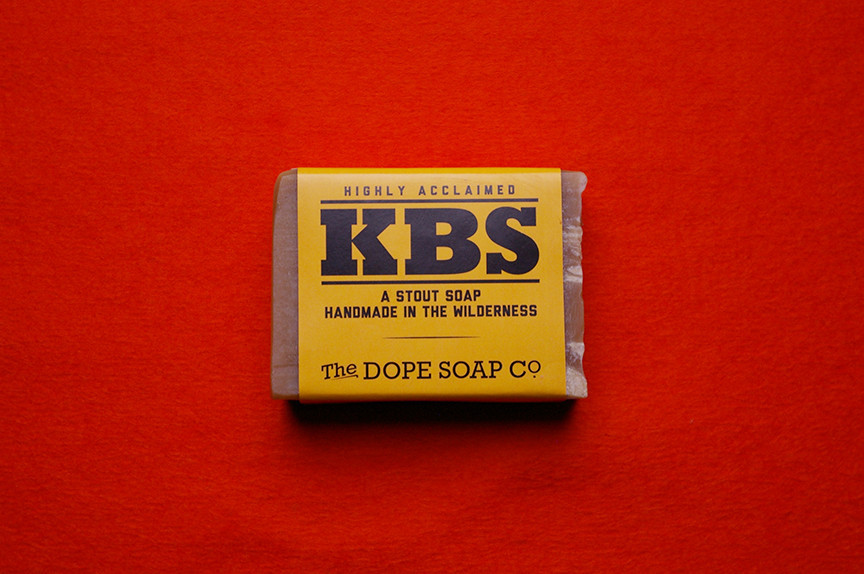 HIGHLY ACCLAIMED
KBS
A STOUT SOAP
HANDMADE IN THE WILDERNESS
The DOPE SOAP Co.